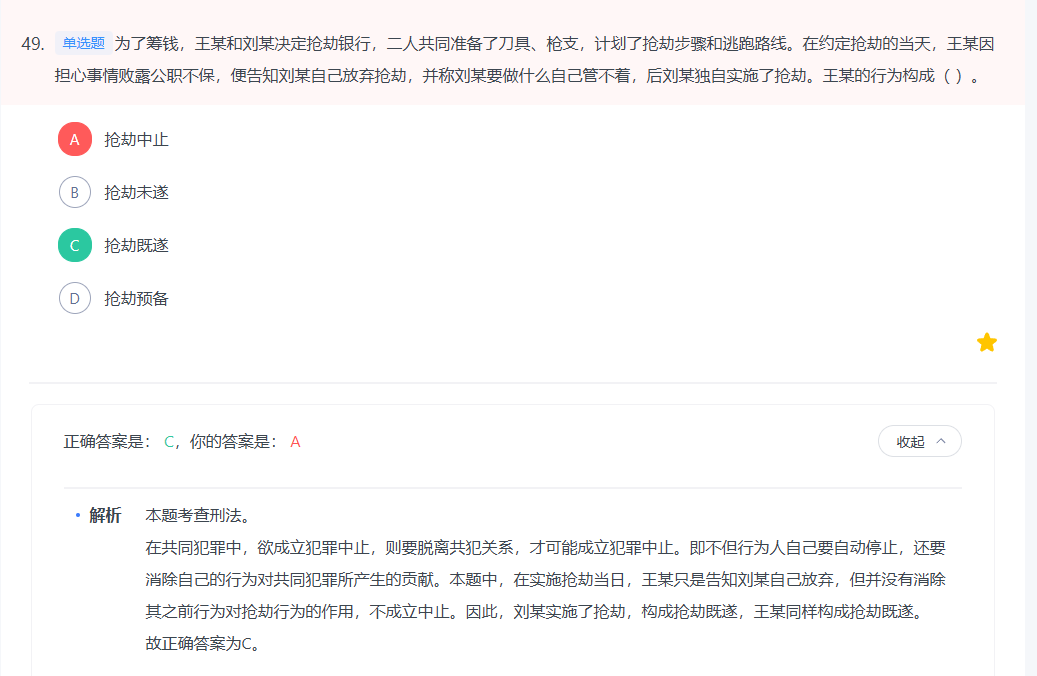 49. 单选题 为了筹钱，王某和刘某决定抢劫银行，二人共同准备了刀具、枪支，计划了抢劫步骤和逃跑路线。在约定抢劫的当天，王某因
担心事情败露公职不保，便告知刘某自己放弃抢劫，并称刘某要做什么自己管不着，后刘某独自实施了抢劫。王某的行为构成（ ）。
A 抢劫中止
B 抢劫未遂
C 抢劫既遂
D 抢劫预备
正确答案是： C，你的答案是： A
收起
• 解析 本题考查刑法。
在共同犯罪中，欲成立犯罪中止，则要脱离共犯关系，才可能成立犯罪中止。即不但行为人自己要自动停止，还要
消除自己的行为对共同犯罪所产生的贡献。本题中，在实施抢劫当日，王某只是告知刘某自己放弃，但并没有消除
其之前行为对抢劫行为的作用，不成立中止。因此，刘某实施了抢劫，构成抢劫既遂，王某同样构成抢劫既遂。
故正确答案为C。